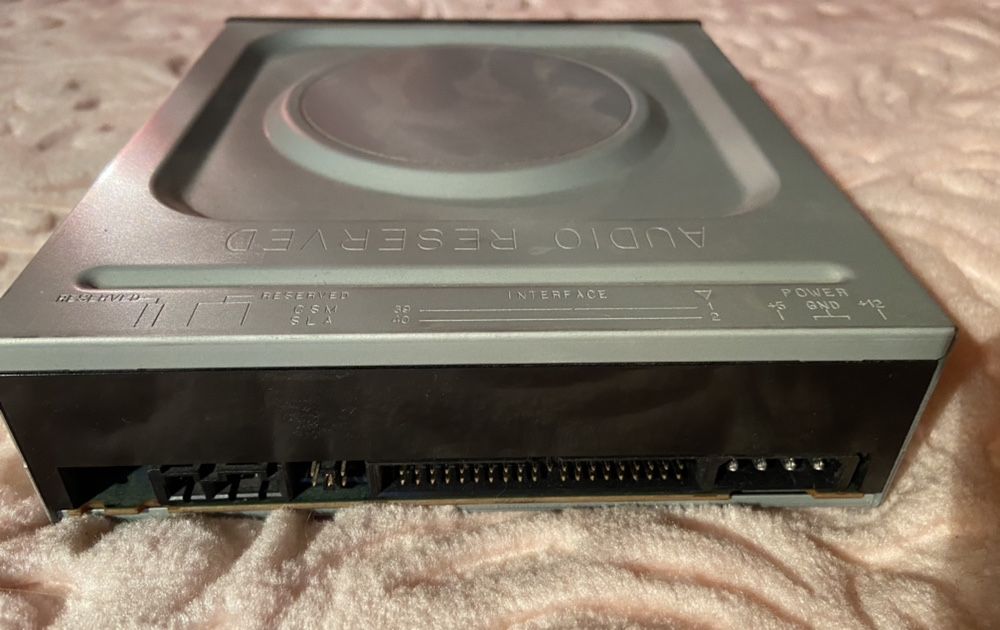 AUDIO RESERVED
RESERVED
RESERVED
CSM
SLA
39
40
INTERFACE
1
2
POWER
+5 GND +12